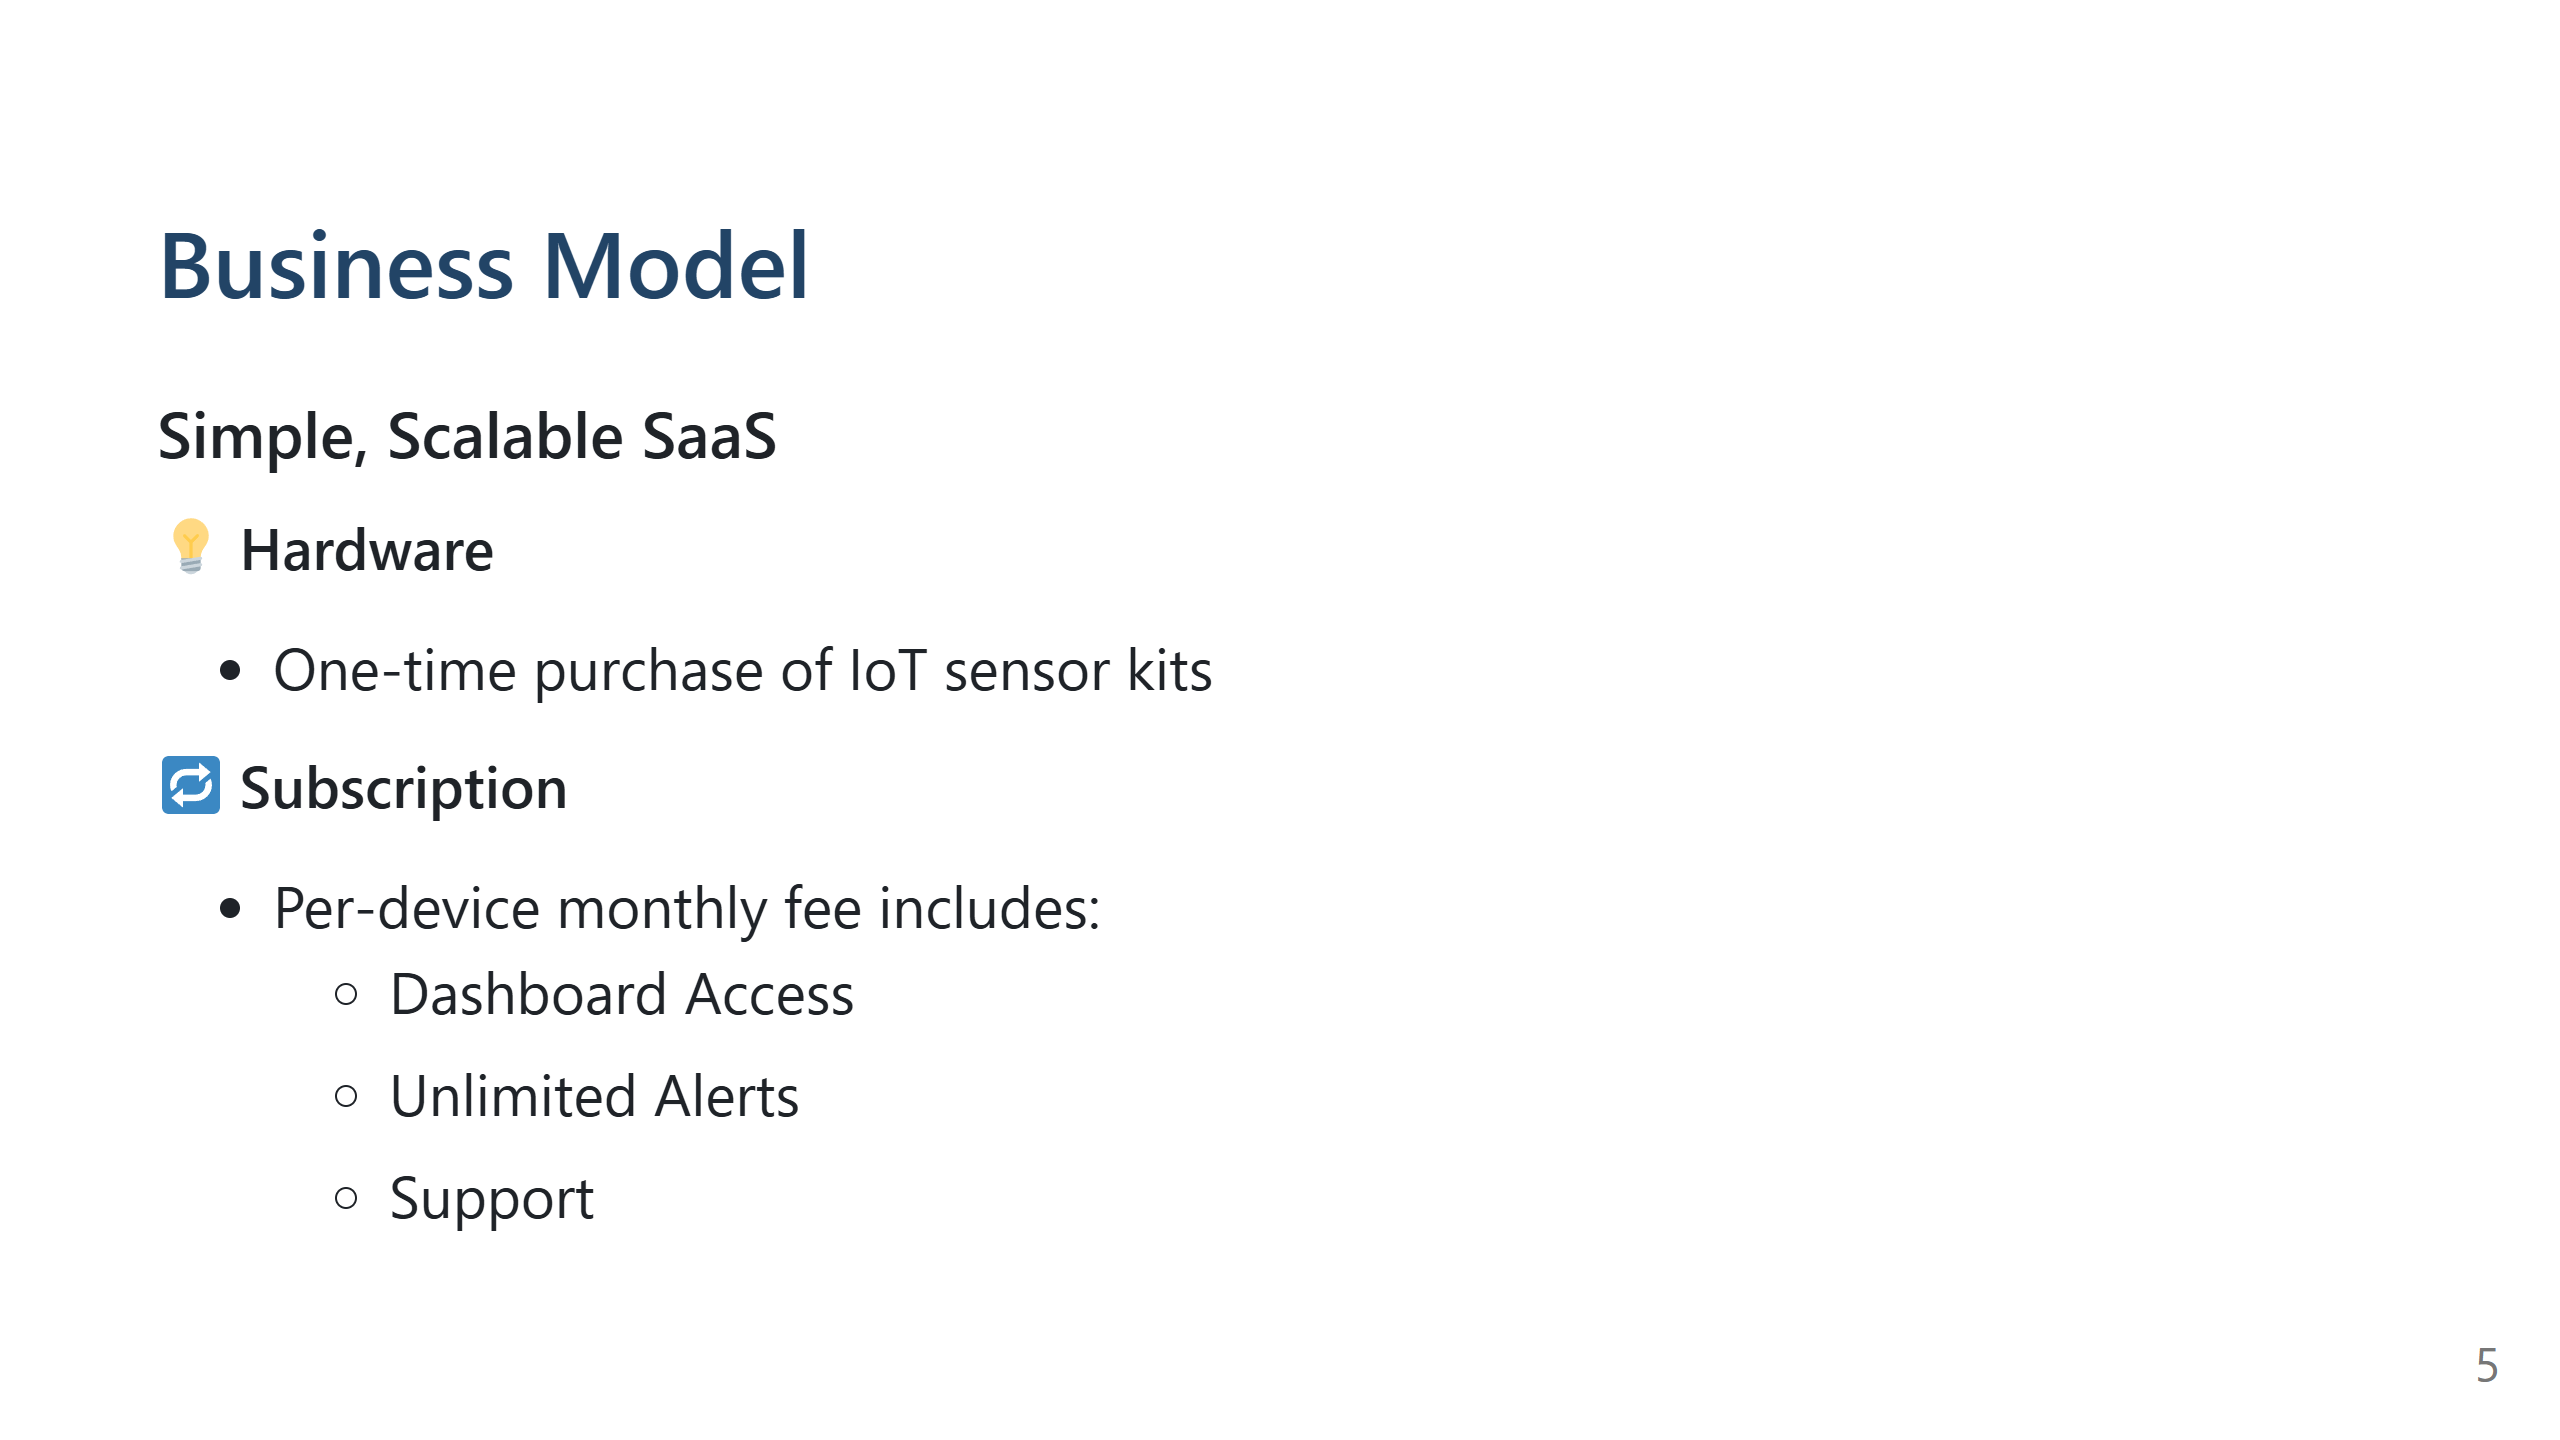 Business Model
Simple, Scalable SaaS
Hardware
One-time purchase of IoT sensor kits
Subscription
Per-device monthly fee includes:
Dashboard Access
Unlimited Alerts
Support
5